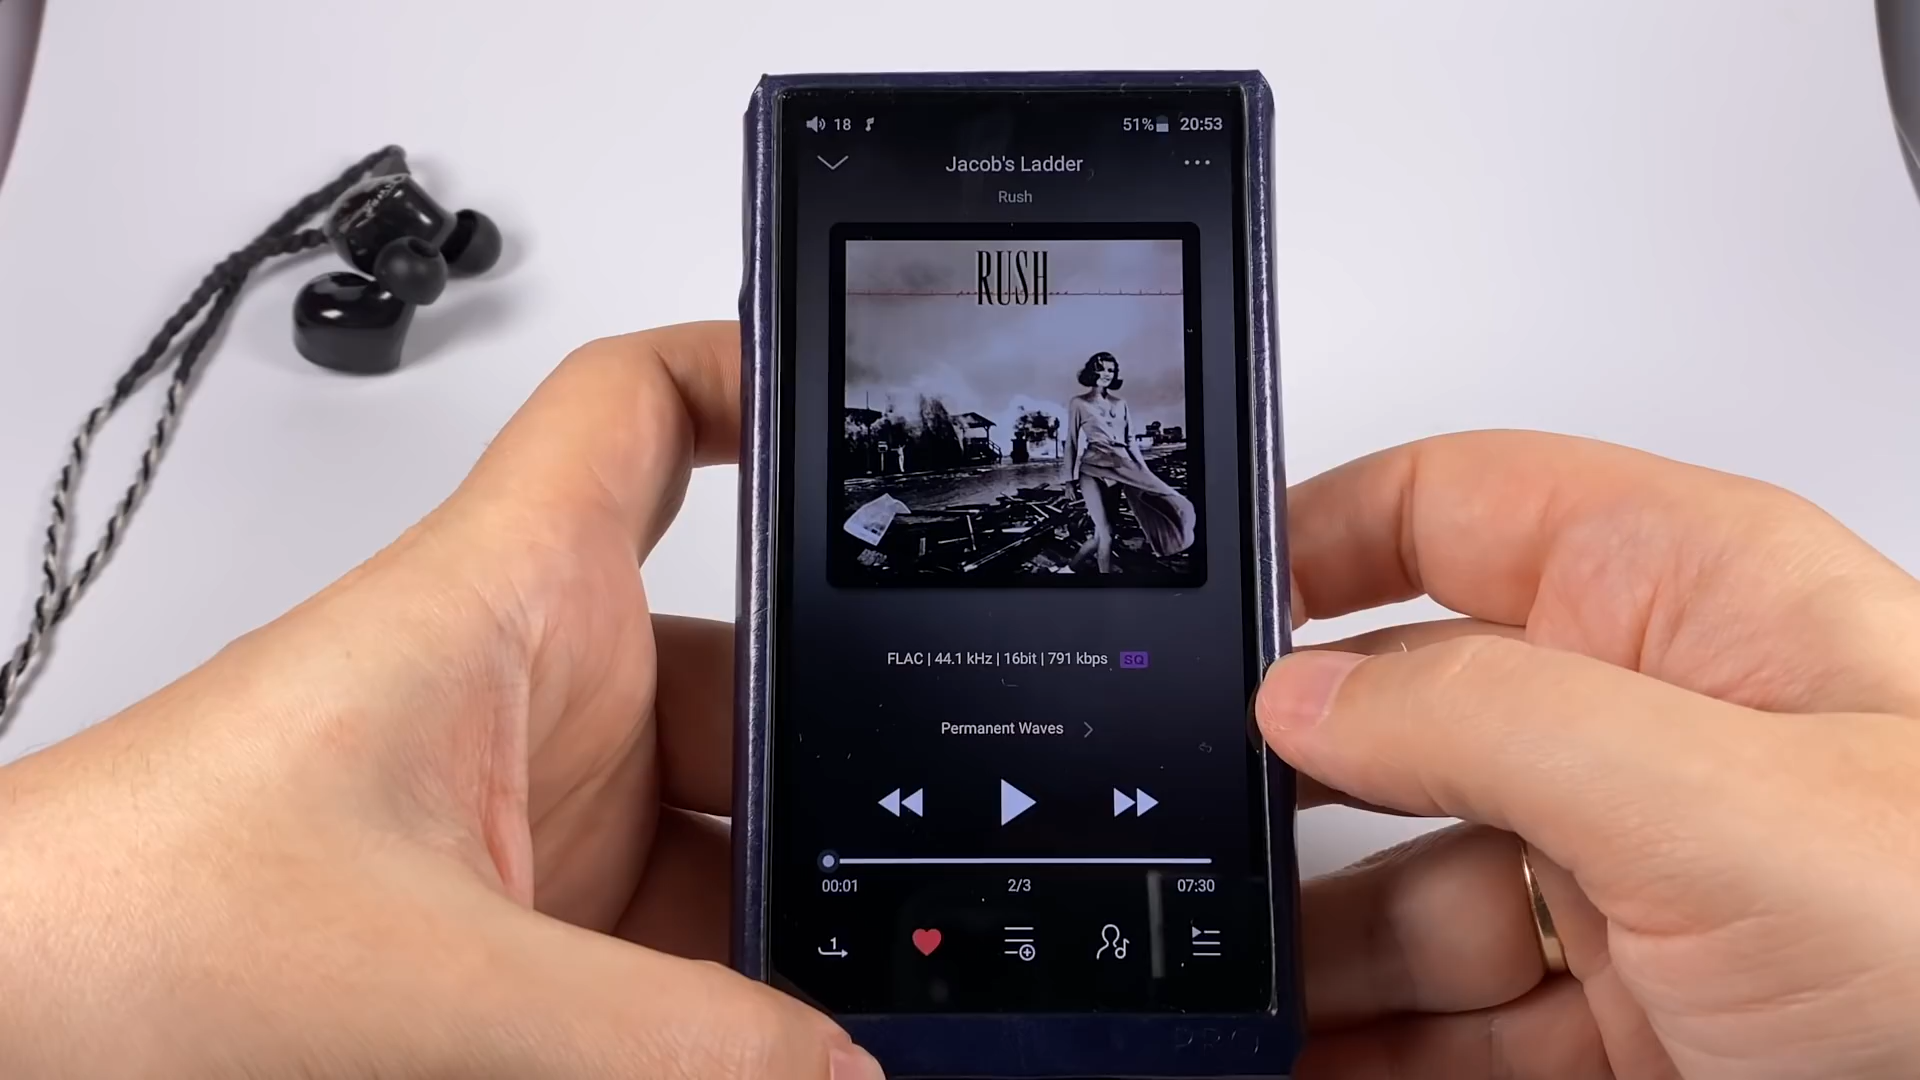 18 51% 20:53
Jacob's Ladder
Rush
RUSH
FLAC | 44.1 kHz | 16bit | 791 kbps SQ
Permanent Waves
00:01 2/3 07:30
1